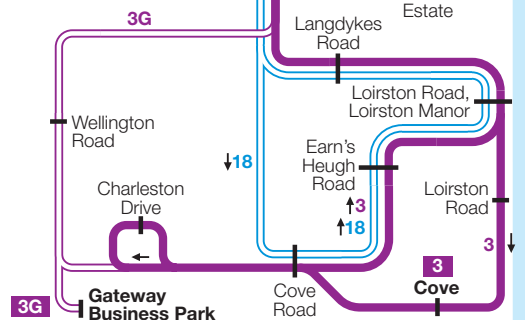 Estate
3G
Langdykes
Road
Loirston Road,
Loirston Manor
Wellington
Road
Earn's
Heugh
Road
18
Charleston
Drive
Loirston
Road
3
18
3
3
Cove
Cove
Road
3G
Gateway
Business Park